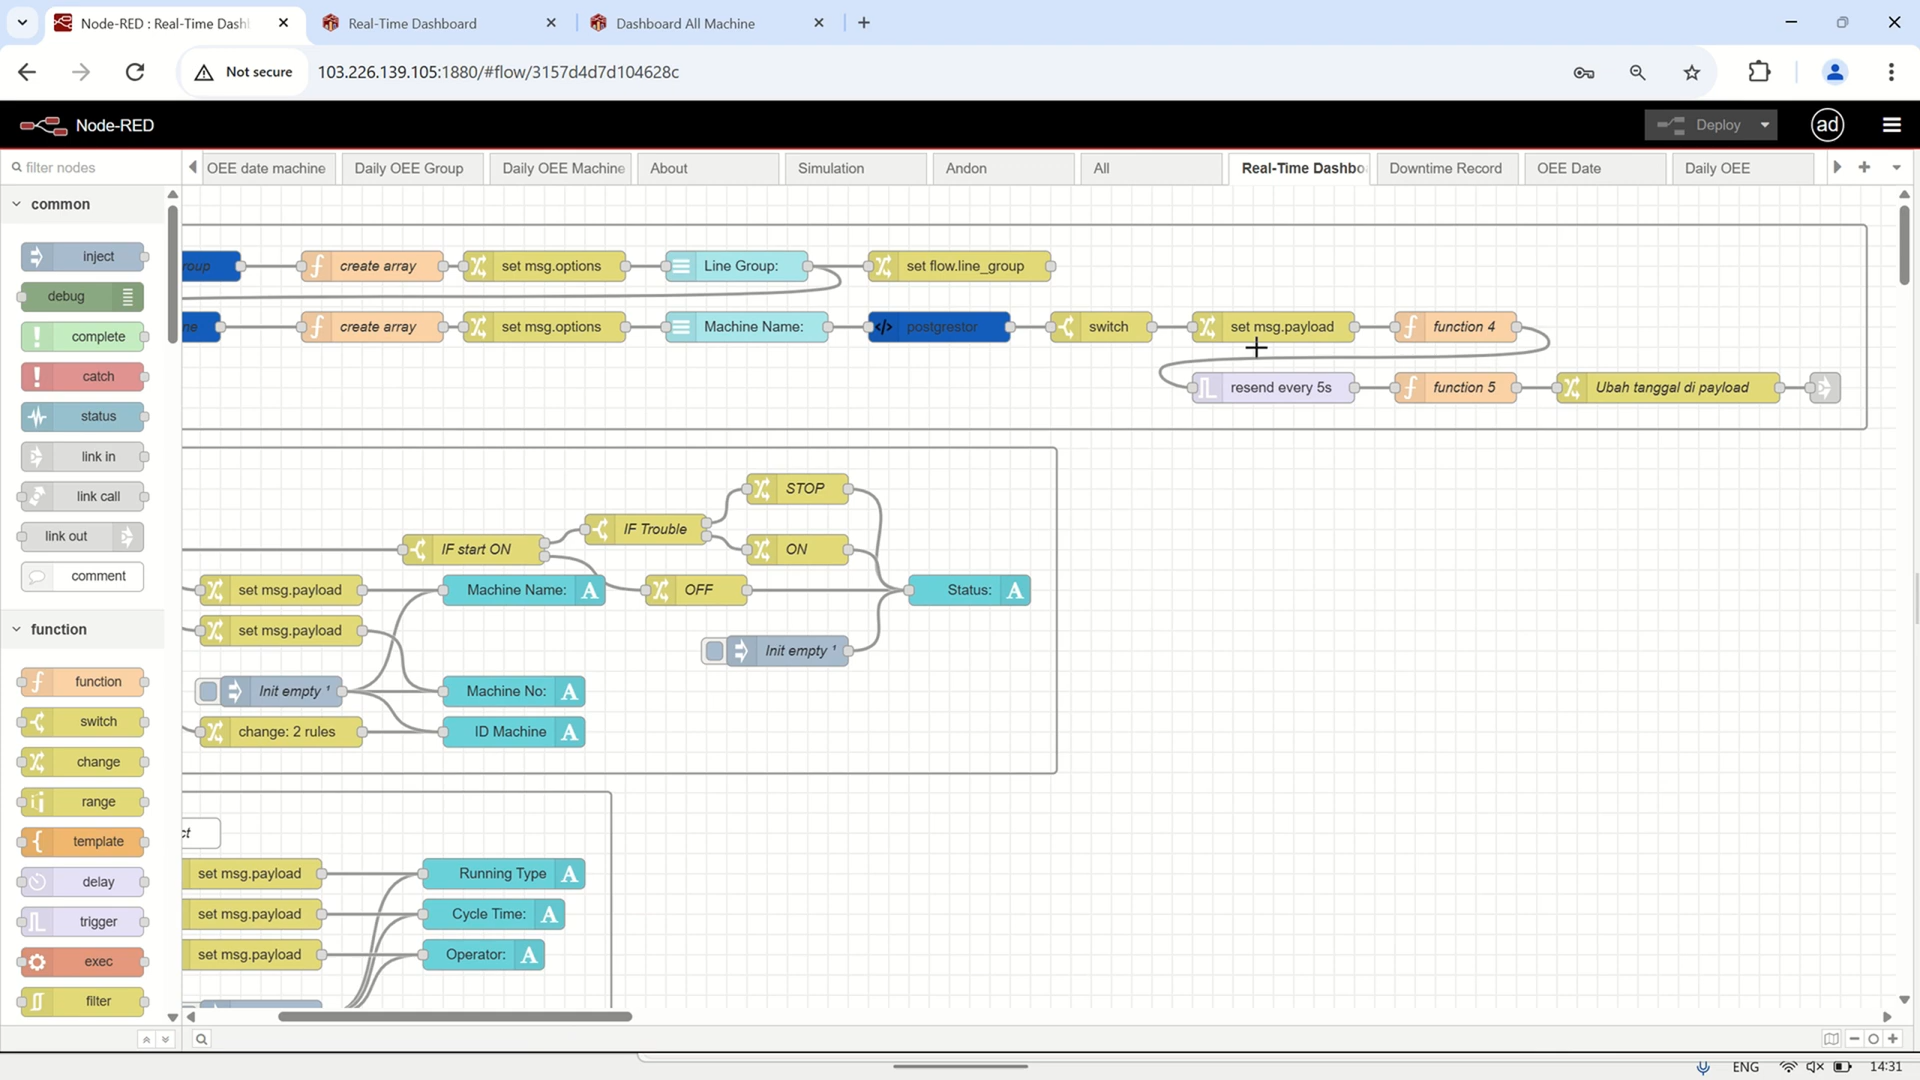 Node-RED : Real-Time Dash
Real-Time Dashboard
Dashboard All Machine
Not secure
103.226.139.105:1880/#flow/3157d4d7d104628c
Node-RED
Deploy
ad
filter nodes
OEE date machine
Daily OEE Group
Daily OEE Machine
About
Simulation
Andon
All
Real-Time Dashbo
Downtime Record
OEE Date
Daily OEE
common
inject
debug
complete
catch
status
link in
link call
link out
comment
function
function
switch
change
range
template
delay
trigger
exec
filter
roup
create array
set msg.options
Line Group:
set flow.line_group
ne
create array
set msg.options
Machine Name:
postgrestor
switch
set msg.payload
function 4
resend every 5s
function 5
Ubah tanggal di payload
STOP
IF Trouble
IF start ON
ON
set msg.payload
Machine Name:
OFF
Status:
set msg.payload
Init empty ¹
Init empty ¹
Machine No:
change: 2 rules
ID Machine
ct
set msg.payload
Running Type
set msg.payload
Cycle Time:
set msg.payload
Operator:
ENG
14:31